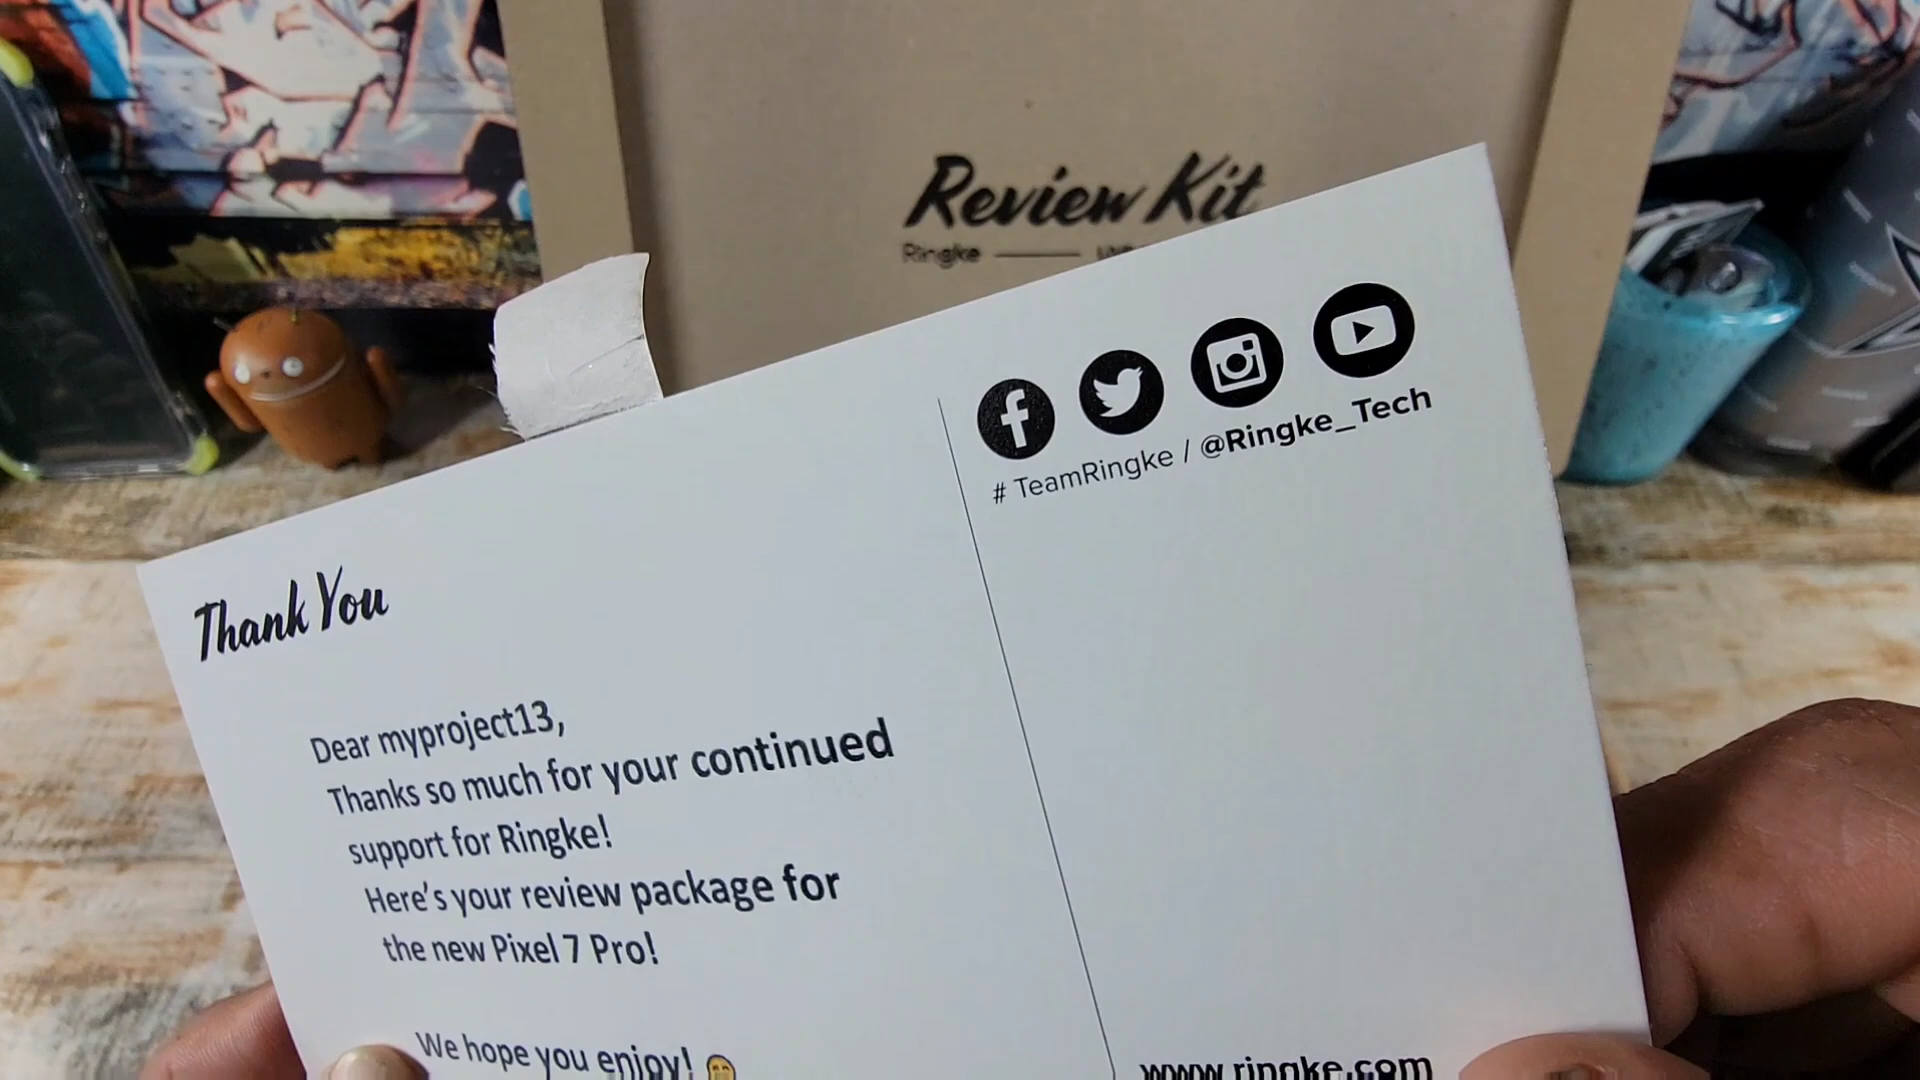 Review Kit
Ringke
# TeamRingke / @Ringke_Tech
Thank You
Dear myproject13,
Thanks so much for your continued
support for Ringke!
Here's your review package for
the new Pixel 7 Pro!
We hope you enjoy!
www.ringke.com